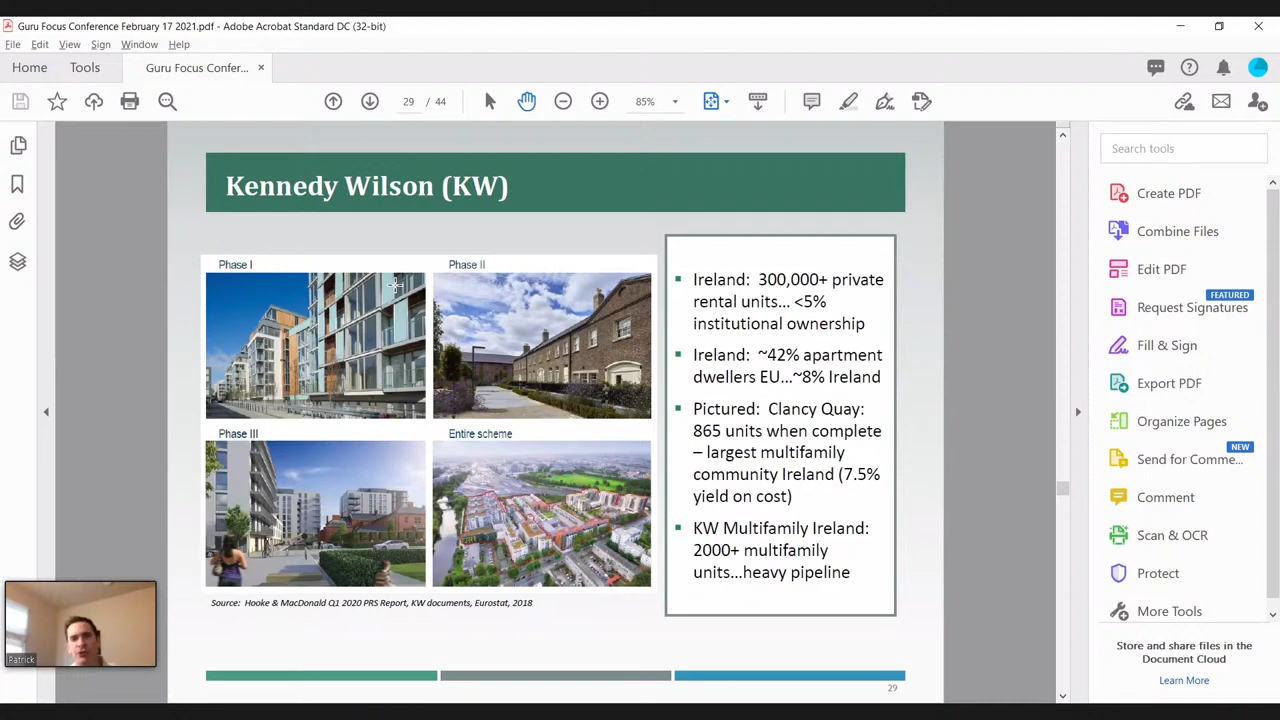 Guru Focus Conference February 17 2021.pdf - Adobe Acrobat Standard DC (32-bit)
File Edit View Sign Window Help
Home Tools Guru Focus Confer... ×
29 / 44 85%
Kennedy Wilson (KW)
Phase I
Phase II
Phase III
Entire scheme
Source: Hooke & MacDonald Q1 2020 PRS Report, KW documents, Eurostat, 2018
▪ Ireland: 300,000+ private
rental units... <5%
institutional ownership
▪ Ireland: ~42% apartment
dwellers EU...~8% Ireland
▪ Pictured: Clancy Quay:
865 units when complete
– largest multifamily
community Ireland (7.5%
yield on cost)
▪ KW Multifamily Ireland:
2000+ multifamily
units...heavy pipeline
29
Patrick
Search tools
Create PDF
Combine Files
Edit PDF
FEATURED
Request Signatures
Fill & Sign
Export PDF
Organize Pages
NEW
Send for Comme...
Comment
Scan & OCR
Protect
More Tools
Store and share files in the
Document Cloud
Learn More